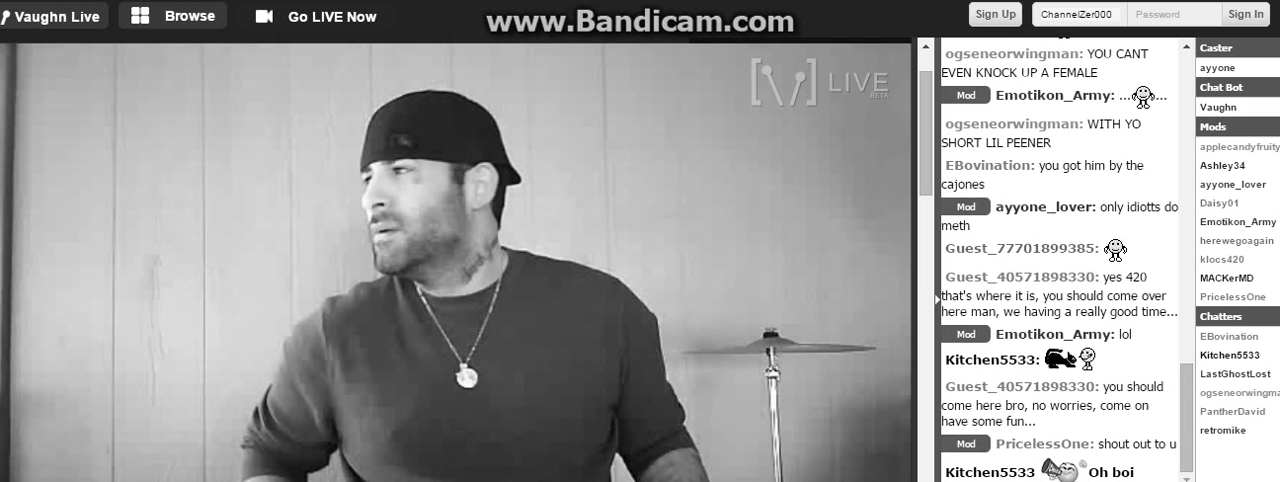 Vaughn Live
Browse
Go LIVE Now
www.Bandicam.com
Sign Up
ChannelZer000
Password
Sign In
LIVE
BETA
ogseneorwingman: YOU CANT
EVEN KNOCK UP A FEMALE
Mod Emotikon_Army: ... ...
ogseneorwingman: WITH YO
SHORT LIL PEENER
EBovination: you got him by the
cajones
Mod ayyone_lover: only idiotts do
meth
Guest_77701899385:
Guest_40571898330: yes 420
that's where it is, you should come over
here man, we having a really good time...
Mod Emotikon_Army: lol
Kitchen5533:
Guest_40571898330: you should
come here bro, no worries, come on
have some fun...
Mod PricelessOne: shout out to u
Kitchen5533 Oh boi
Caster
ayyone
Chat Bot
Vaughn
Mods
applecandyfruity
Ashley34
ayyone_lover
Daisy01
Emotikon_Army
herewegoagain
klocs420
MACKerMD
PricelessOne
Chatters
EBovination
Kitchen5533
LastGhostLost
ogseneorwingma
PantherDavid
retromike